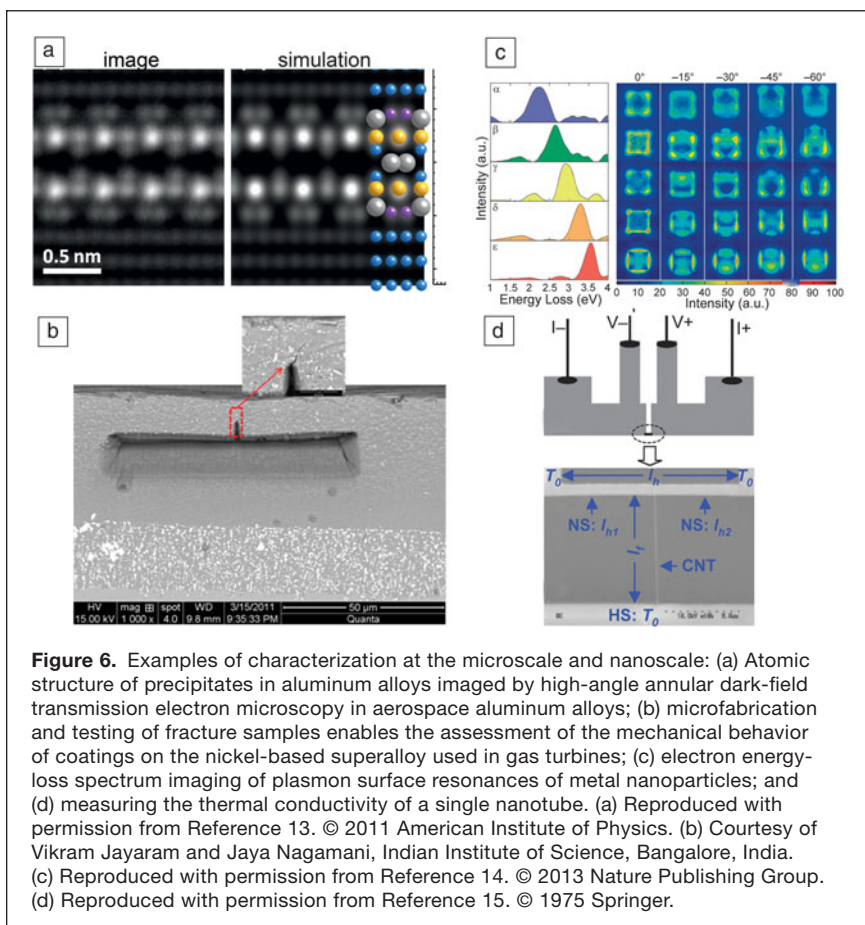 a
image
simulation
0.5 nm
c
0° –15° –30° –45° –60°
α
β
γ
δ
ε
Intensity (a.u.)
1 1.5 2 2.5 3 3.5 4
Energy Loss (eV)
0 10 20 30 40 50 60 70 80 90 100
Intensity (a.u.)
b
HV mag spot WD 3/15/2011 50 µm
15.00 kV 1 000 x 4.0 9.8 mm 9:35:33 PM Quanta
d
I– V– V+ I+
T0 lh T0
NS: lh1 NS: lh2
lf
CNT
HS: T0
Figure 6. Examples of characterization at the microscale and nanoscale: (a) Atomic
structure of precipitates in aluminum alloys imaged by high-angle annular dark-field
transmission electron microscopy in aerospace aluminum alloys; (b) microfabrication
and testing of fracture samples enables the assessment of the mechanical behavior
of coatings on the nickel-based superalloy used in gas turbines; (c) electron energy-
loss spectrum imaging of plasmon surface resonances of metal nanoparticles; and
(d) measuring the thermal conductivity of a single nanotube. (a) Reproduced with
permission from Reference 13. © 2011 American Institute of Physics. (b) Courtesy of
Vikram Jayaram and Jaya Nagamani, Indian Institute of Science, Bangalore, India.
(c) Reproduced with permission from Reference 14. © 2013 Nature Publishing Group.
(d) Reproduced with permission from Reference 15. © 1975 Springer.